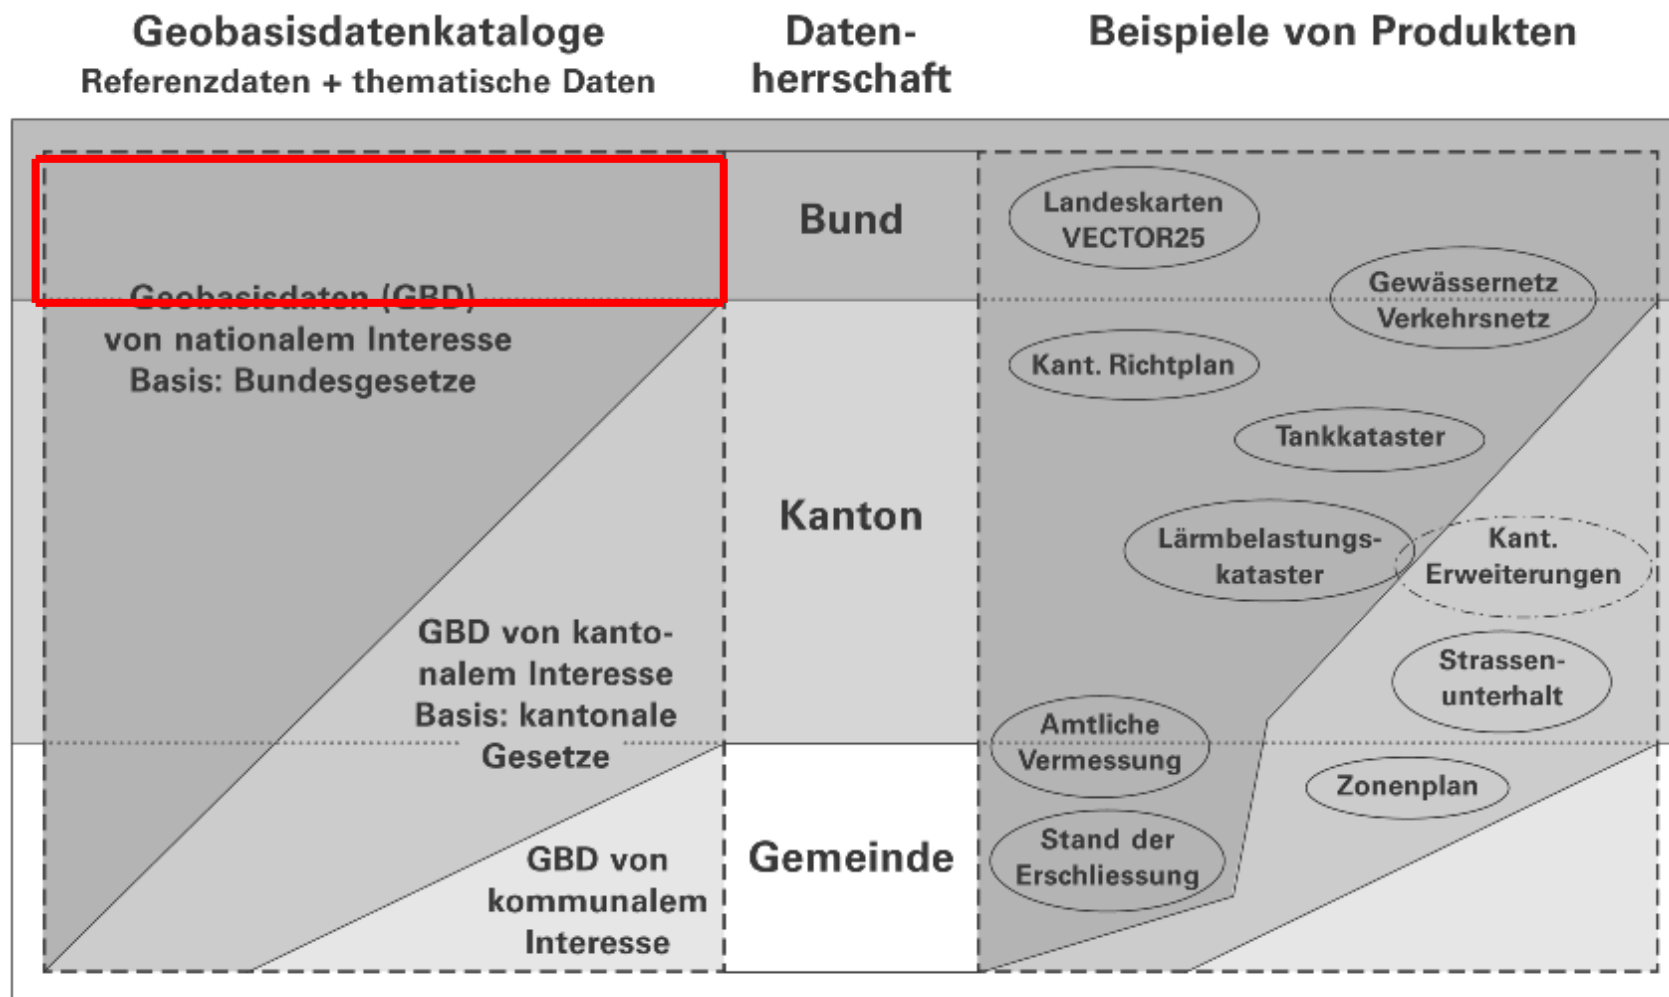 Geobasisdatenkataloge
Referenzdaten + thematische Daten
Daten-
herrschaft
Beispiele von Produkten
Geobasisdaten (GBD)
von nationalem Interesse
Basis: Bundesgesetze
GBD von kanto-
nalem Interesse
Basis: kantonale
Gesetze
GBD von
kommunalem
Interesse
Bund
Kanton
Gemeinde
Landeskarten
VECTOR25
Gewässernetz
Verkehrsnetz
Kant. Richtplan
Tankkataster
Lärmbelastungs-
kataster
Kant.
Erweiterungen
Strassen-
unterhalt
Amtliche
Vermessung
Zonenplan
Stand der
Erschliessung